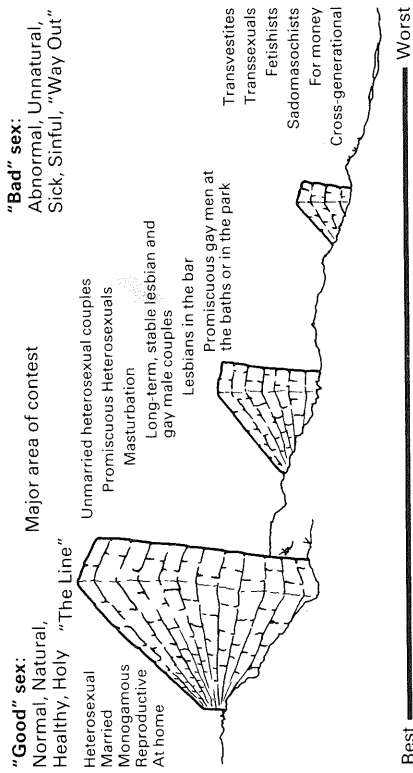 "Good" sex:
Normal, Natural,
Healthy, Holy
"The Line"
Heterosexual
Married
Monogamous
Reproductive
At home
Major area of contest
Unmarried heterosexual couples
Promiscuous Heterosexuals
Masturbation
Long-term, stable lesbian and
gay male couples
Lesbians in the bar
Promiscuous gay men at
the baths or in the park
"Bad" sex:
Abnormal, Unnatural,
Sick, Sinful, "Way Out"
Transvestites
Transsexuals
Fetishists
Sadomasochists
For money
Cross-generational
Best
Worst